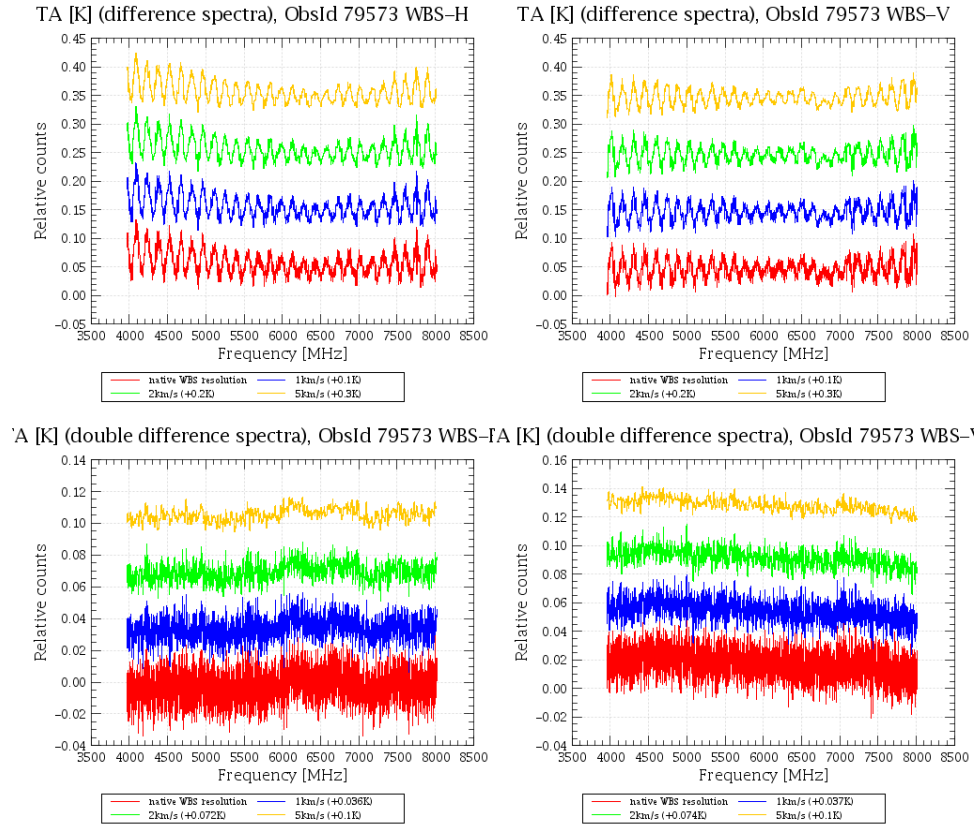 TA [K] (difference spectra), ObsId 79573 WBS–H
Relative counts
0.45
0.40
0.35
0.30
0.25
0.20
0.15
0.10
0.05
0.00
−0.05
3500 4000 4500 5000 5500 6000 6500 7000 7500 8000 8500
Frequency [MHz]
native WBS resolution 1km/s (+0.1K)
2km/s (+0.2K) 5km/s (+0.3K)
TA [K] (difference spectra), ObsId 79573 WBS–V
Relative counts
0.45
0.40
0.35
0.30
0.25
0.20
0.15
0.10
0.05
0.00
−0.05
3500 4000 4500 5000 5500 6000 6500 7000 7500 8000 8500
Frequency [MHz]
native WBS resolution 1km/s (+0.1K)
2km/s (+0.2K) 5km/s (+0.3K)
A [K] (double difference spectra), ObsId 79573 WBS–
Relative counts
0.14
0.12
0.10
0.08
0.06
0.04
0.02
0.00
−0.02
−0.04
3500 4000 4500 5000 5500 6000 6500 7000 7500 8000 8500
Frequency [MHz]
native WBS resolution 1km/s (+0.036K)
2km/s (+0.072K) 5km/s (+0.1K)
A [K] (double difference spectra), ObsId 79573 WBS–V
Relative counts
0.16
0.14
0.12
0.10
0.08
0.06
0.04
0.02
0.00
−0.02
−0.04
3500 4000 4500 5000 5500 6000 6500 7000 7500 8000 8500
Frequency [MHz]
native WBS resolution 1km/s (+0.037K)
2km/s (+0.074K) 5km/s (+0.1K)